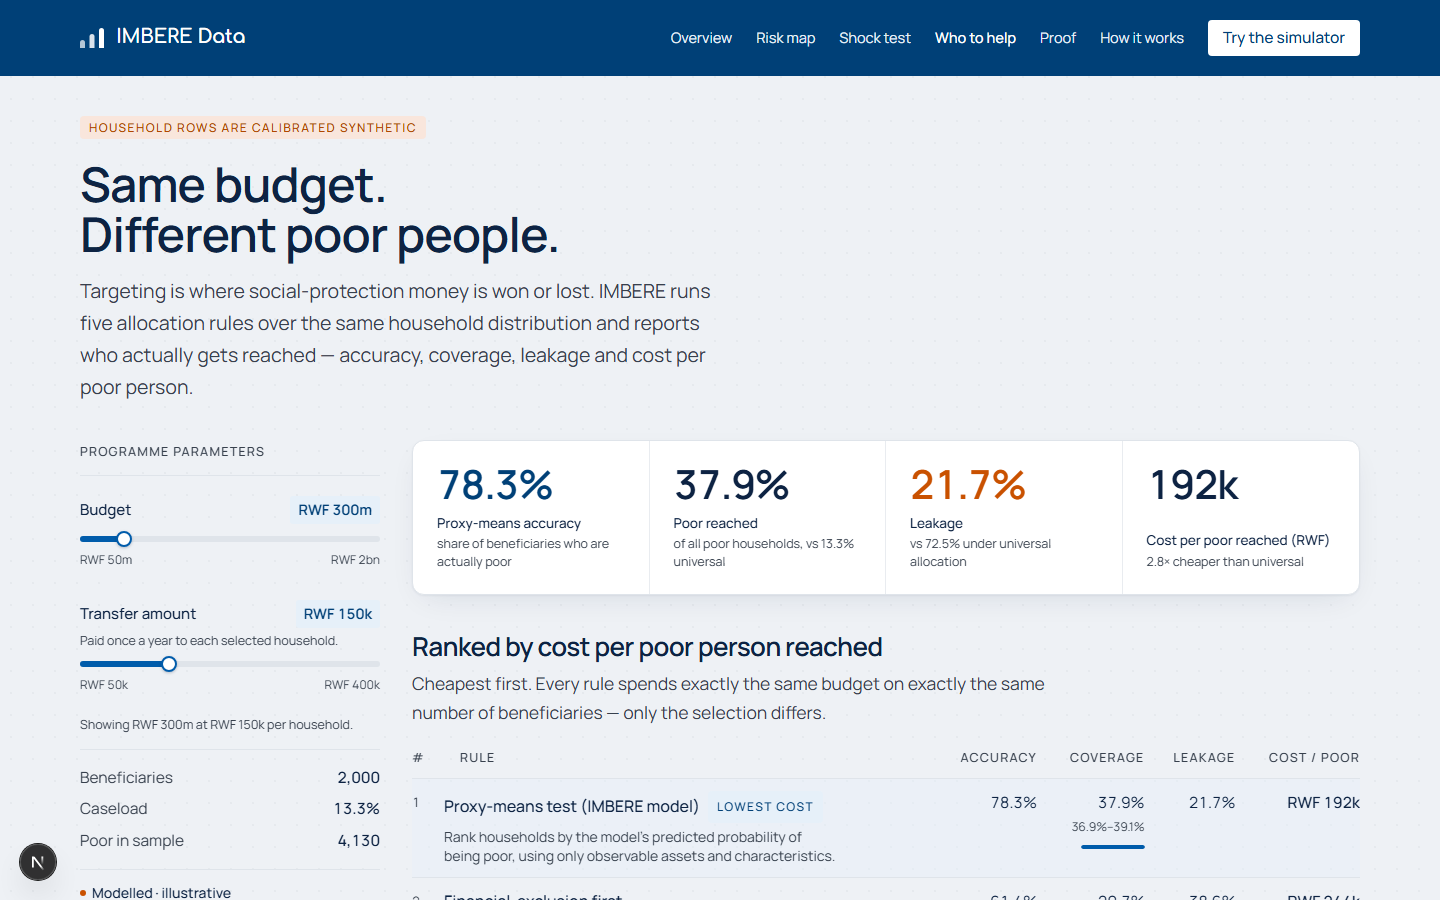 IMBERE Data
Overview
Risk map
Shock test
Who to help
Proof
How it works
Try the simulator
HOUSEHOLD ROWS ARE CALIBRATED SYNTHETIC
Same budget.
Different poor people.
Targeting is where social-protection money is won or lost. IMBERE runs
five allocation rules over the same household distribution and reports
who actually gets reached — accuracy, coverage, leakage and cost per
poor person.
PROGRAMME PARAMETERS
Budget RWF 300m
RWF 50m RWF 2bn
Transfer amount RWF 150k
Paid once a year to each selected household.
RWF 50k RWF 400k
Showing RWF 300m at RWF 150k per household.
Beneficiaries 2,000
Caseload 13.3%
Poor in sample 4,130
Modelled · illustrative
78.3%
Proxy-means accuracy
share of beneficiaries who are
actually poor
37.9%
Poor reached
of all poor households, vs 13.3%
universal
21.7%
Leakage
vs 72.5% under universal
allocation
192k
Cost per poor reached (RWF)
2.8× cheaper than universal
Ranked by cost per poor person reached
Cheapest first. Every rule spends exactly the same budget on exactly the same
number of beneficiaries — only the selection differs.
# RULE ACCURACY COVERAGE LEAKAGE COST / POOR
1 Proxy-means test (IMBERE model) LOWEST COST 78.3% 37.9% 21.7% RWF 192k
36.9%–39.1%
Rank households by the model's predicted probability of
being poor, using only observable assets and characteristics.
N